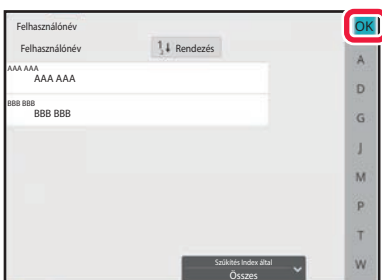 Felhasználónév
OK
Felhasználónév
Rendezés
A
AAA AAA
AAA AAA
D
BBB BBB
BBB BBB
G
J
M
P
T
Szűkítés Index által
Összes
W